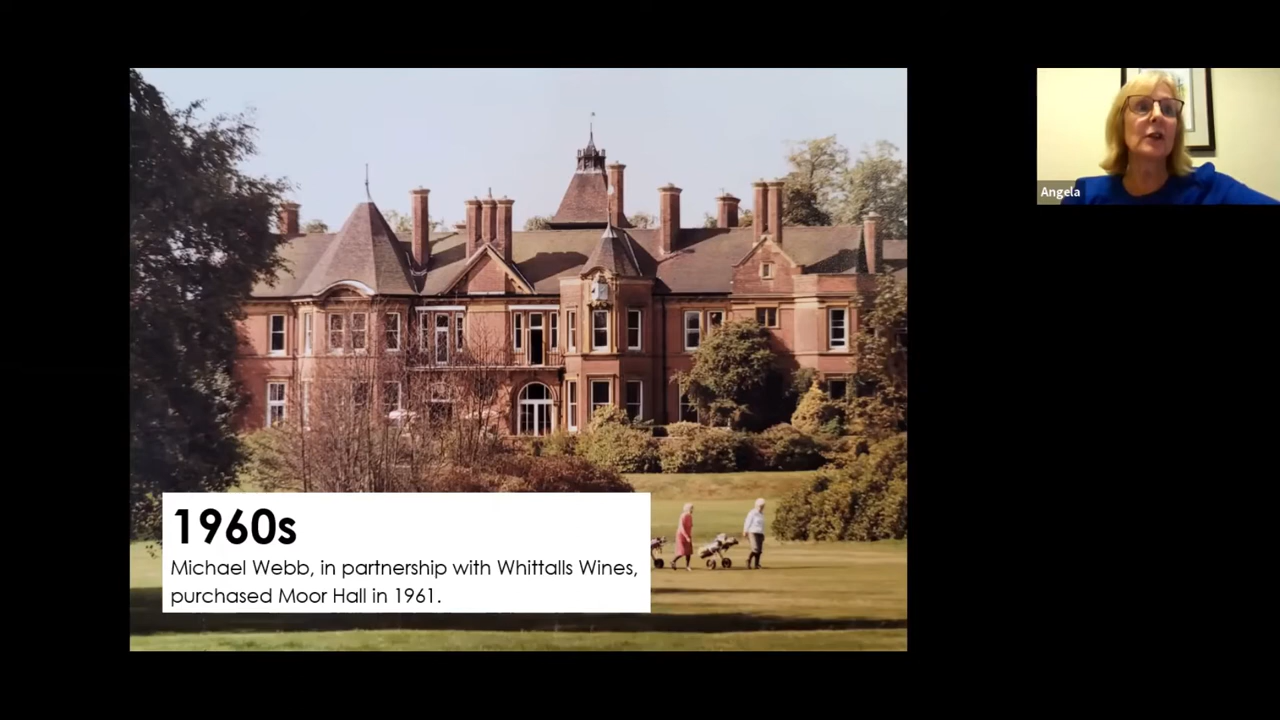 1960s
Michael Webb, in partnership with Whittalls Wines,
purchased Moor Hall in 1961.
Angela